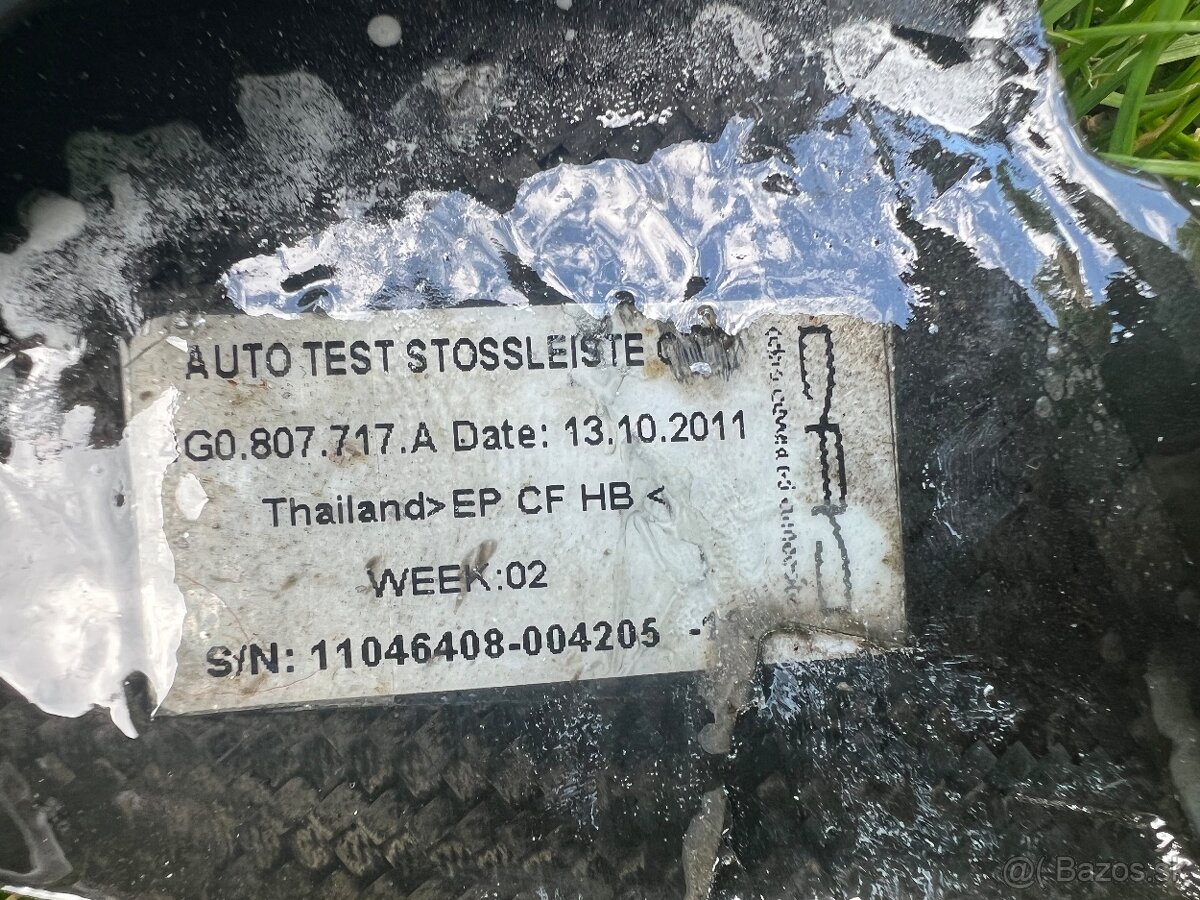 AUTO TEST STOSSLEISTE
G0.807.717.A Date: 13.10.2011
Thailand>EP CF HB <
WEEK:02
S/N: 11046408-004205
Bazos.sk